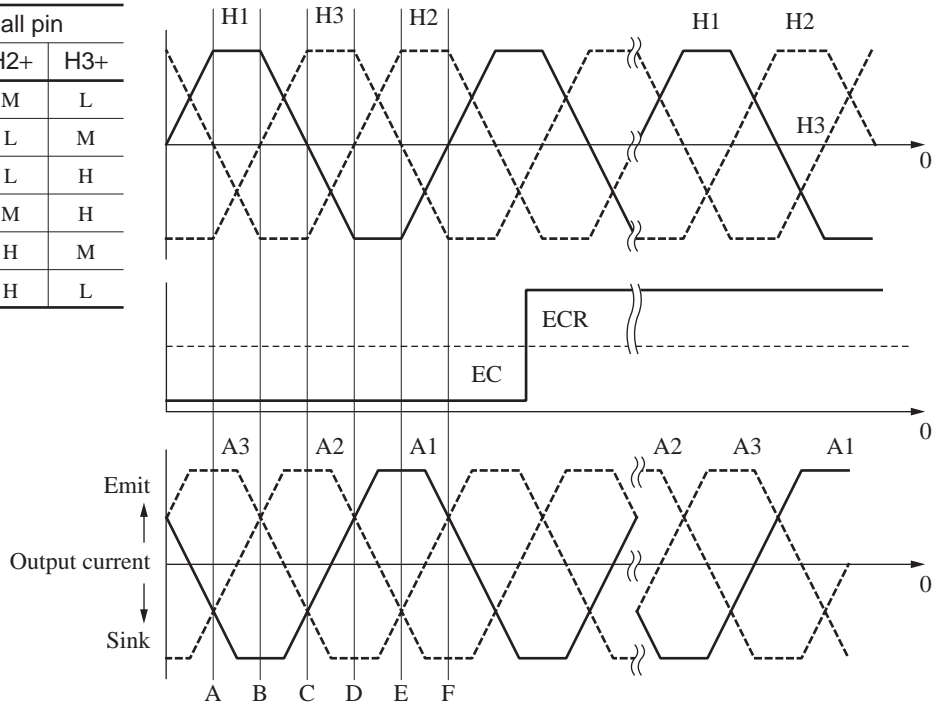 all pin
H2+ H3+
M L
L M
L H
M H
H M
H L
H1 H3 H2 H1 H2
H3
0
ECR
EC
0
A3 A2 A1 A2 A3 A1
Emit
Output current
0
Sink
A B C D E F